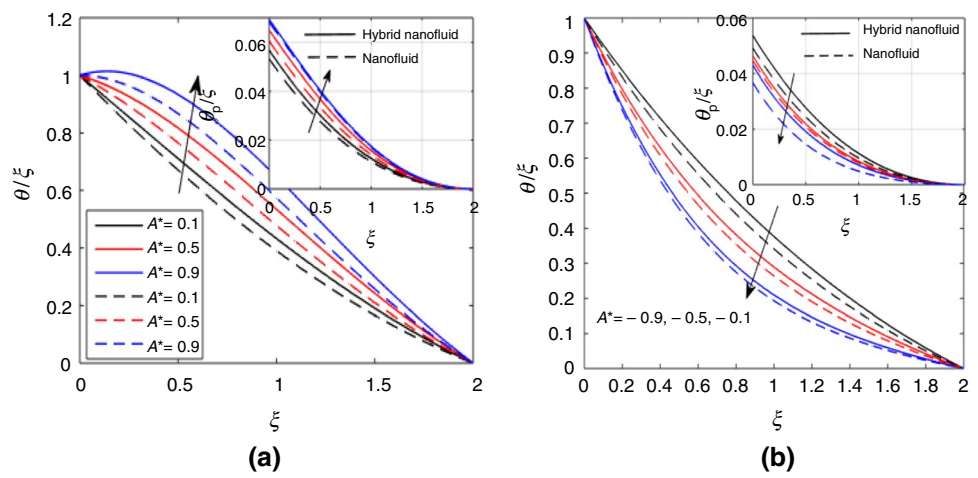 1.2
1
0.8
0.6
0.4
0.2
0
0
0.5
1
1.5
2
θ/ξ
ξ
0.06
0.04
0.02
0
0
0.5
1
1.5
2
θp/ξ
ξ
Hybrid nanofluid
Nanofluid
A*= 0.1
A*= 0.5
A*= 0.9
A*= 0.1
A*= 0.5
A*= 0.9
(a)
1
0.9
0.8
0.7
0.6
0.5
0.4
0.3
0.2
0.1
0
0
0.2
0.4
0.6
0.8
1
1.2
1.4
1.6
1.8
2
θ/ξ
ξ
0.06
0.04
0.02
0
0
0.5
1
1.5
2
θp/ξ
ξ
Hybrid nanofluid
Nanofluid
A*= – 0.9, – 0.5, – 0.1
(b)